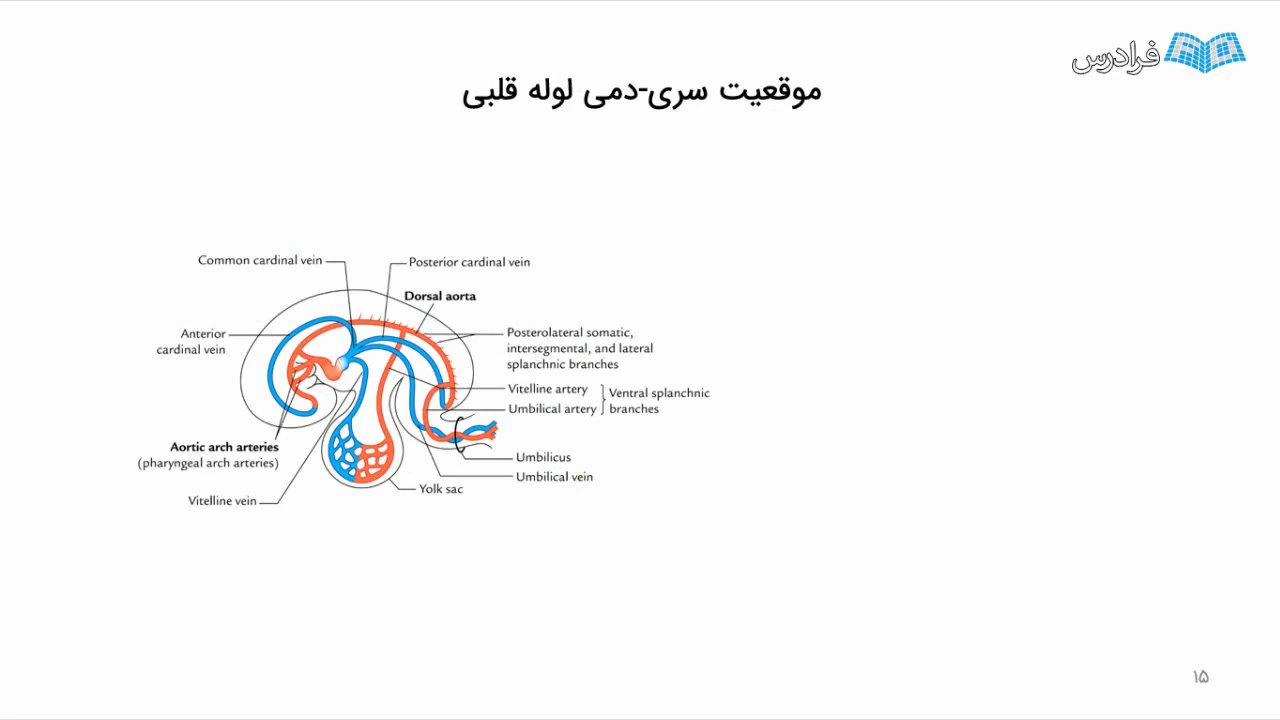 فرادرس
موقعیت سری-دمی لوله قلبی
Common cardinal vein
Posterior cardinal vein
Dorsal aorta
Anterior
cardinal vein
Posterolateral somatic,
intersegmental, and lateral
splanchnic branches
Vitelline artery
Umbilical artery
Ventral splanchnic
branches
Aortic arch arteries
(pharyngeal arch arteries)
Umbilicus
Umbilical vein
Yolk sac
Vitelline vein
۱۵